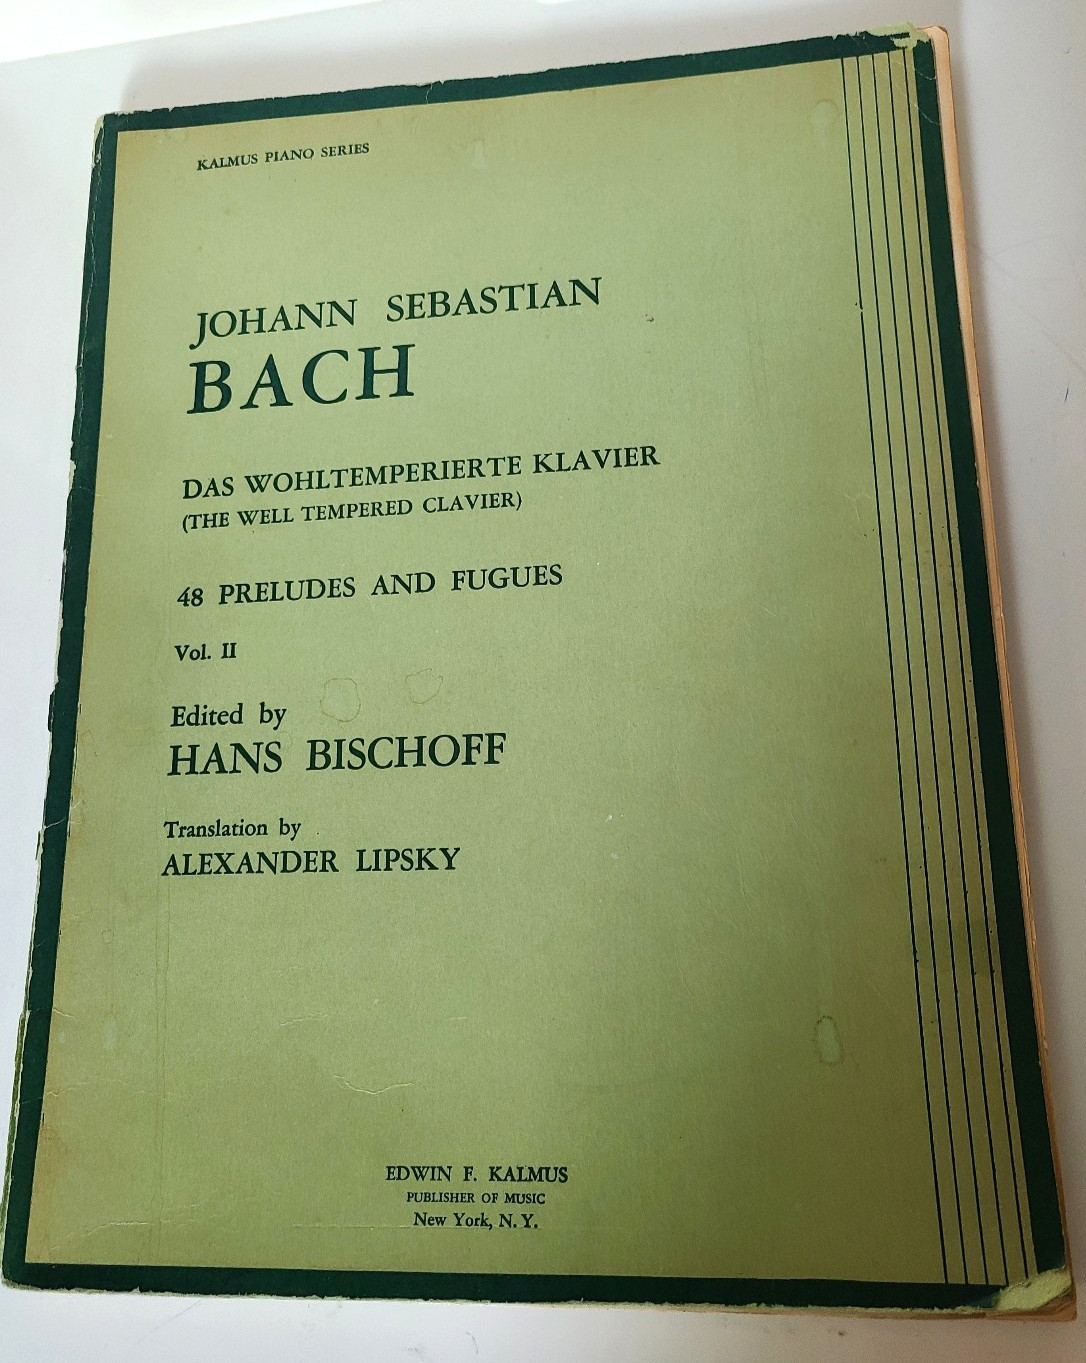 KALMUS PIANO SERIES
JOHANN SEBASTIAN
BACH
DAS WOHLTEMPERIERTE KLAVIER
(THE WELL TEMPERED CLAVIER)
48 PRELUDES AND FUGUES
Vol. II
Edited by
HANS BISCHOFF
Translation by
ALEXANDER LIPSKY
EDWIN F. KALMUS
PUBLISHER OF MUSIC
New York, N. Y.